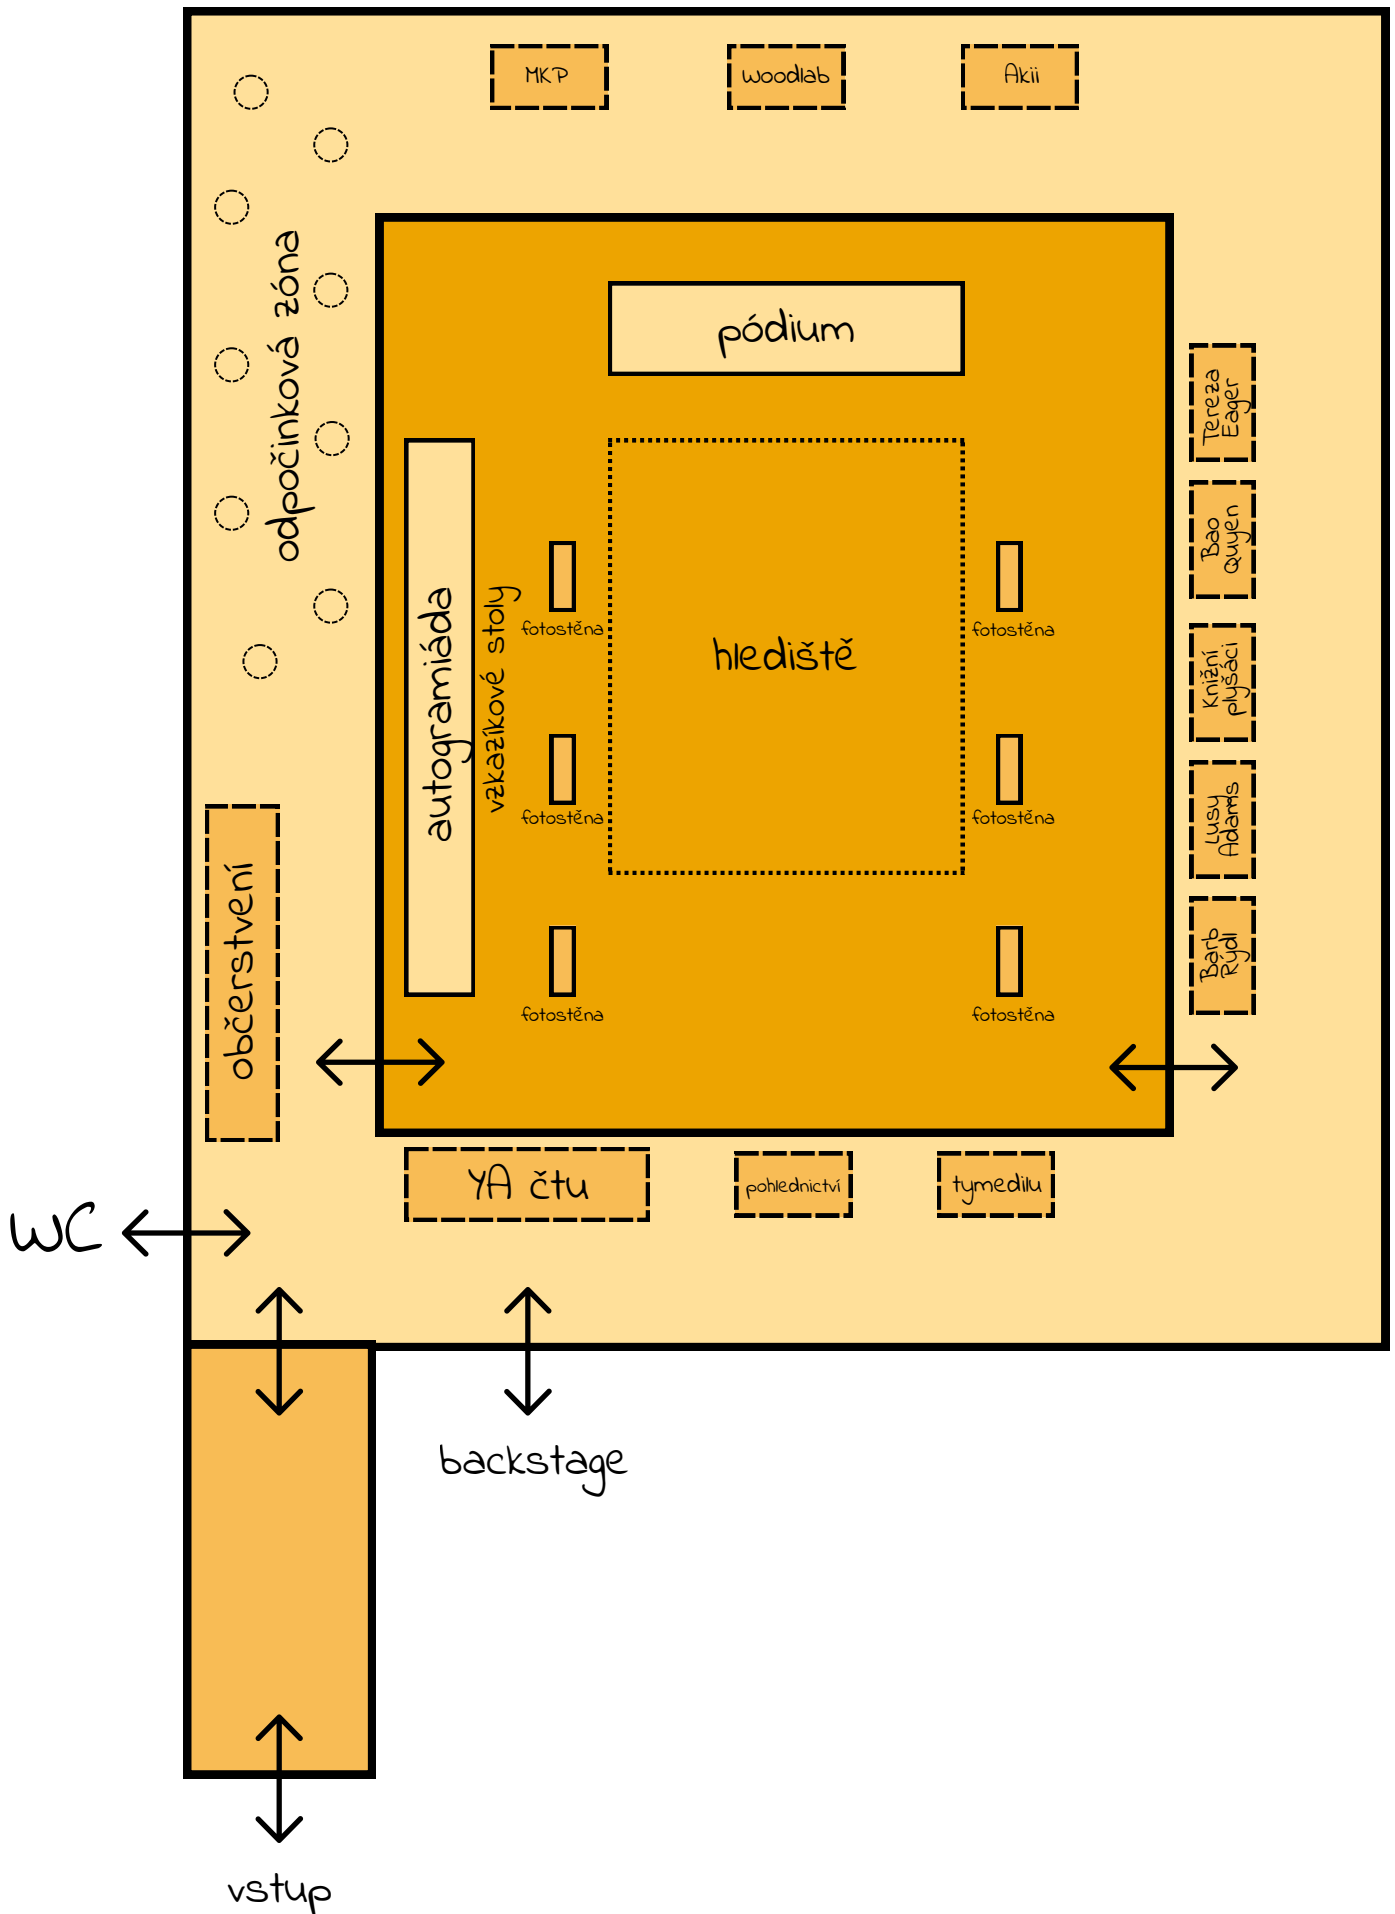 MKP
woodlab
Akii
odpočinková zóna
pódium
Tereza
Eager
Bao
Quyen
autogramiáda
vzkazíkové stoly
fotostěna
hlediště
fotostěna
Knižní
plyšáci
fotostěna
fotostěna
Lusy
Adams
občerstvení
Barb
Rýdl
fotostěna
fotostěna
YA čtu
pohlednictví
tymedilu
WC
backstage
vstup